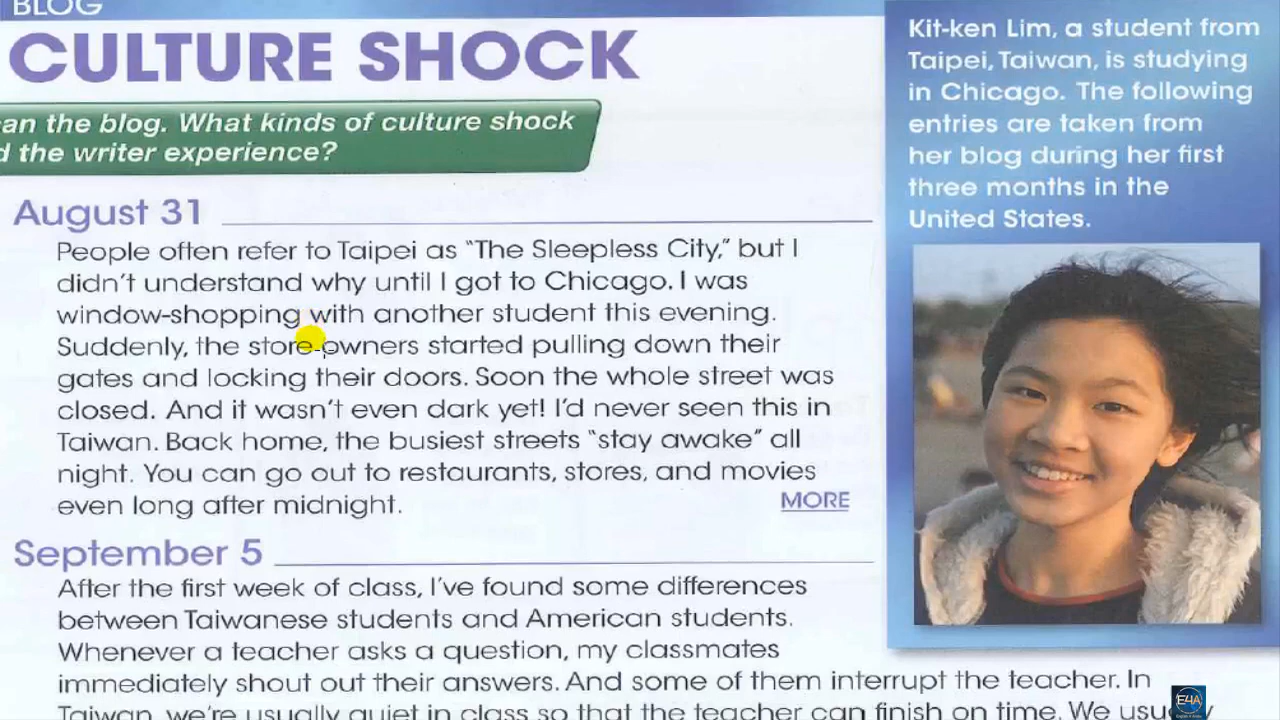 BLOG
CULTURE SHOCK
an the blog. What kinds of culture shock
d the writer experience?
August 31
People often refer to Taipei as “The Sleepless City,” but I
didn’t understand why until I got to Chicago. I was
window-shopping with another student this evening.
Suddenly, the store owners started pulling down their
gates and locking their doors. Soon the whole street was
closed. And it wasn’t even dark yet! I’d never seen this in
Taiwan. Back home, the busiest streets “stay awake” all
night. You can go out to restaurants, stores, and movies
even long after midnight.
MORE
September 5
After the first week of class, I’ve found some differences
between Taiwanese students and American students.
Whenever a teacher asks a question, my classmates
immediately shout out their answers. And some of them interrupt the teacher. In
Taiwan, we’re usually quiet in class so that the teacher can finish on time. We
Kit-ken Lim, a student from
Taipei, Taiwan, is studying
in Chicago. The following
entries are taken from
her blog during her first
three months in the
United States.
E4A